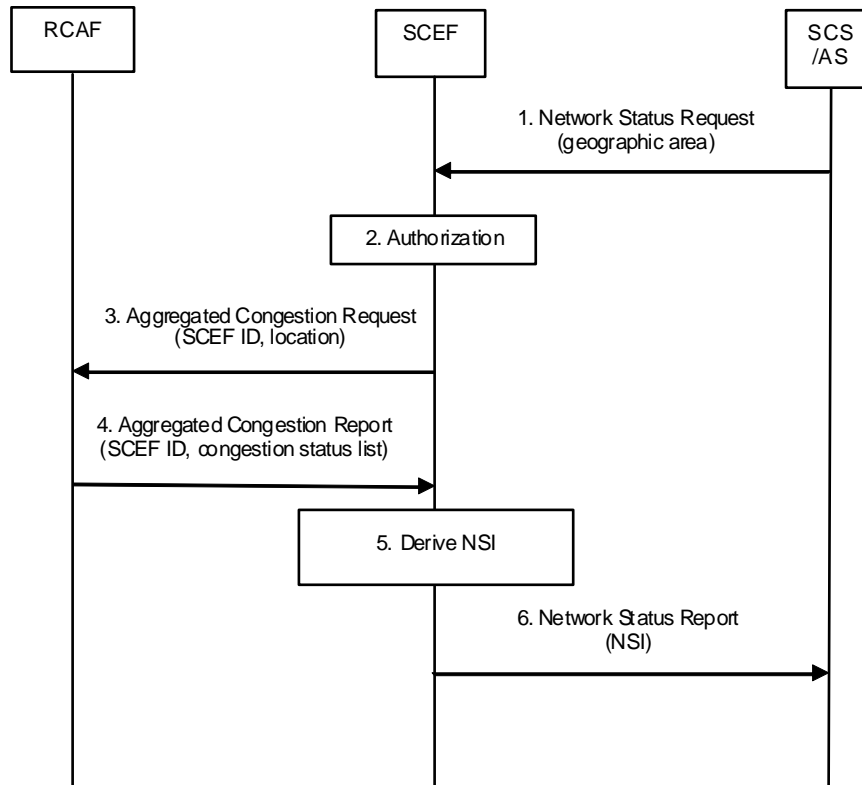 RCAF
SCEF
SCS
/AS
1. Network Status Request
(geographic area)
2. Authorization
3. Aggregated Congestion Request
(SCEF ID, location)
4. Aggregated Congestion Report
(SCEF ID, congestion status list)
5. Derive NSI
6. Network Status Report
(NSI)